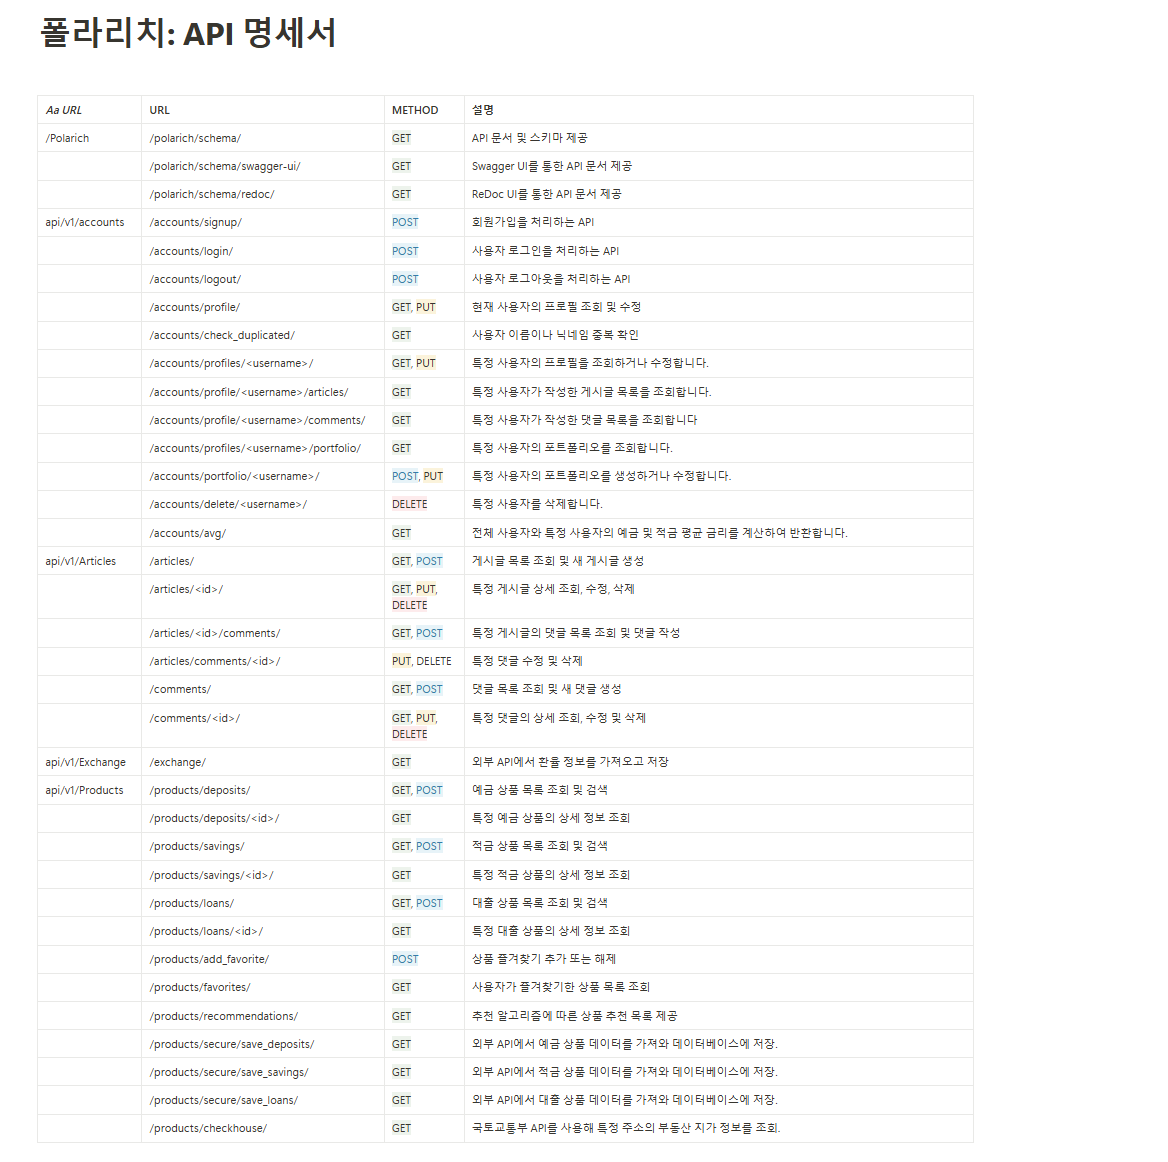 폴라리치: API 명세서
Aa URL URL METHOD 설명
/Polarich /polarich/schema/ GET API 문서 및 스키마 제공
/polarich/schema/swagger-ui/ GET Swagger UI를 통한 API 문서 제공
/polarich/schema/redoc/ GET ReDoc UI를 통한 API 문서 제공
api/v1/accounts /accounts/signup/ POST 회원가입을 처리하는 API
/accounts/login/ POST 사용자 로그인을 처리하는 API
/accounts/logout/ POST 사용자 로그아웃을 처리하는 API
/accounts/profile/ GET, PUT 현재 사용자의 프로필 조회 및 수정
/accounts/check_duplicated/ GET 사용자 이름이나 닉네임 중복 확인
/accounts/profiles/<username>/ GET, PUT 특정 사용자의 프로필을 조회하거나 수정합니다.
/accounts/profile/<username>/articles/ GET 특정 사용자가 작성한 게시글 목록을 조회합니다.
/accounts/profile/<username>/comments/ GET 특정 사용자가 작성한 댓글 목록을 조회합니다
/accounts/profiles/<username>/portfolio/ GET 특정 사용자의 포트폴리오를 조회합니다.
/accounts/portfolio/<username>/ POST, PUT 특정 사용자의 포트폴리오를 생성하거나 수정합니다.
/accounts/delete/<username>/ DELETE 특정 사용자를 삭제합니다.
/accounts/avg/ GET 전체 사용자와 특정 사용자의 예금 및 적금 평균 금리를 계산하여 반환합니다.
api/v1/Articles /articles/ GET, POST 게시글 목록 조회 및 새 게시글 생성
/articles/<id>/ GET, PUT, 특정 게시글 상세 조회, 수정, 삭제
DELETE
/articles/<id>/comments/ GET, POST 특정 게시글의 댓글 목록 조회 및 댓글 작성
/articles/comments/<id>/ PUT, DELETE 특정 댓글 수정 및 삭제
/comments/ GET, POST 댓글 목록 조회 및 새 댓글 생성
/comments/<id>/ GET, PUT, 특정 댓글의 상세 조회, 수정 및 삭제
DELETE
api/v1/Exchange /exchange/ GET 외부 API에서 환율 정보를 가져오고 저장
api/v1/Products /products/deposits/ GET, POST 예금 상품 목록 조회 및 검색
/products/deposits/<id>/ GET 특정 예금 상품의 상세 정보 조회
/products/savings/ GET, POST 적금 상품 목록 조회 및 검색
/products/savings/<id>/ GET 특정 적금 상품의 상세 정보 조회
/products/loans/ GET, POST 대출 상품 목록 조회 및 검색
/products/loans/<id>/ GET 특정 대출 상품의 상세 정보 조회
/products/add_favorite/ POST 상품 즐겨찾기 추가 또는 해제
/products/favorites/ GET 사용자가 즐겨찾기한 상품 목록 조회
/products/recommendations/ GET 추천 알고리즘에 따른 상품 추천 목록 제공
/products/secure/save_deposits/ GET 외부 API에서 예금 상품 데이터를 가져와 데이터베이스에 저장.
/products/secure/save_savings/ GET 외부 API에서 적금 상품 데이터를 가져와 데이터베이스에 저장.
/products/secure/save_loans/ GET 외부 API에서 대출 상품 데이터를 가져와 데이터베이스에 저장.
/products/checkhouse/ GET 국토교통부 API를 사용해 특정 주소의 부동산 지가 정보를 조회.